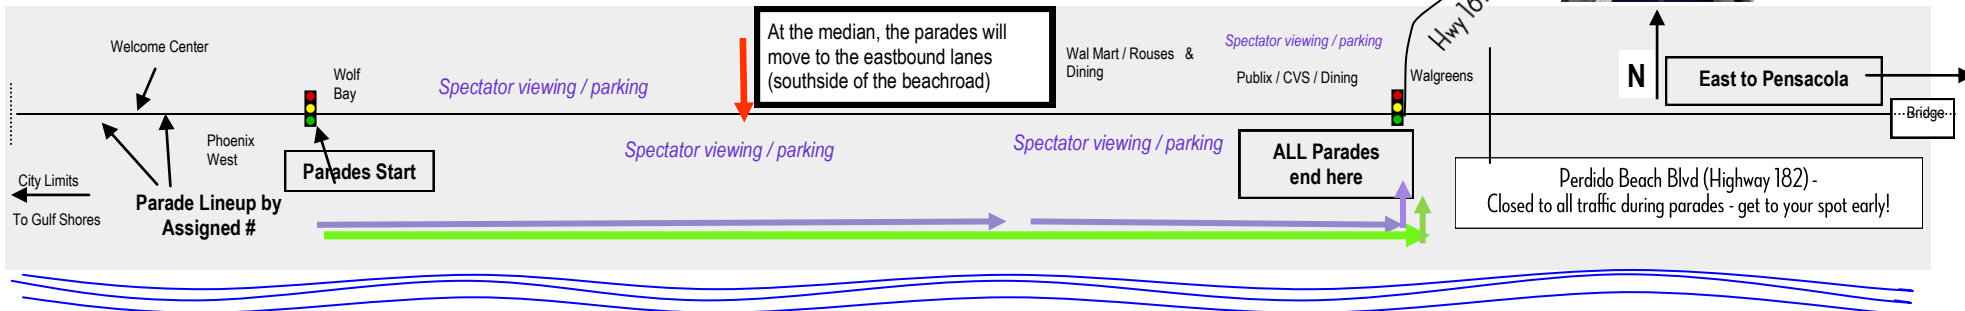 At the median, the parades will
move to the eastbound lanes
(southside of the beachroad)
Hwy 161
Welcome Center
Wolf
Bay
Spectator viewing / parking
Wal Mart / Rouses &
Dining
Spectator viewing / parking
Publix / CVS / Dining
Walgreens
N
East to Pensacola
Bridge
Phoenix
West
Parades Start
Spectator viewing / parking
Spectator viewing / parking
ALL Parades
end here
City Limits
To Gulf Shores
Parade Lineup by
Assigned #
Perdido Beach Blvd (Highway 182) -
Closed to all traffic during parades - get to your spot early!